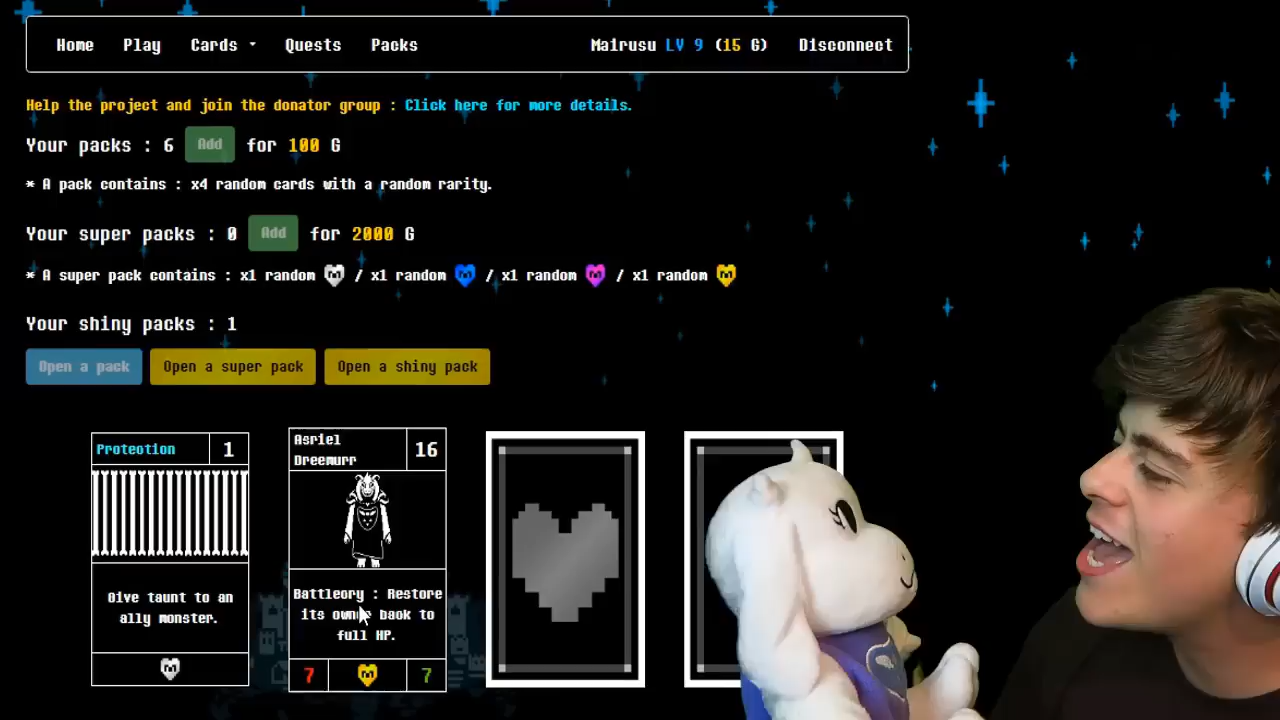 Home Play Cards Quests Packs Mairusu LV 9 (15 G) Disconnect
Help the project and join the donator group : Click here for more details.
Your packs : 6 Add for 100 G
* A pack contains : x4 random cards with a random rarity.
Your super packs : 0 Add for 2000 G
* A super pack contains : x1 random / x1 random / x1 random / x1 random
Your shiny packs : 1
Open a pack Open a super pack Open a shiny pack
Protection 1
Give taunt to an
ally monster.
Asriel
Dreemurr
16
Battlecry : Restore
its owner back to
full HP.
7 7